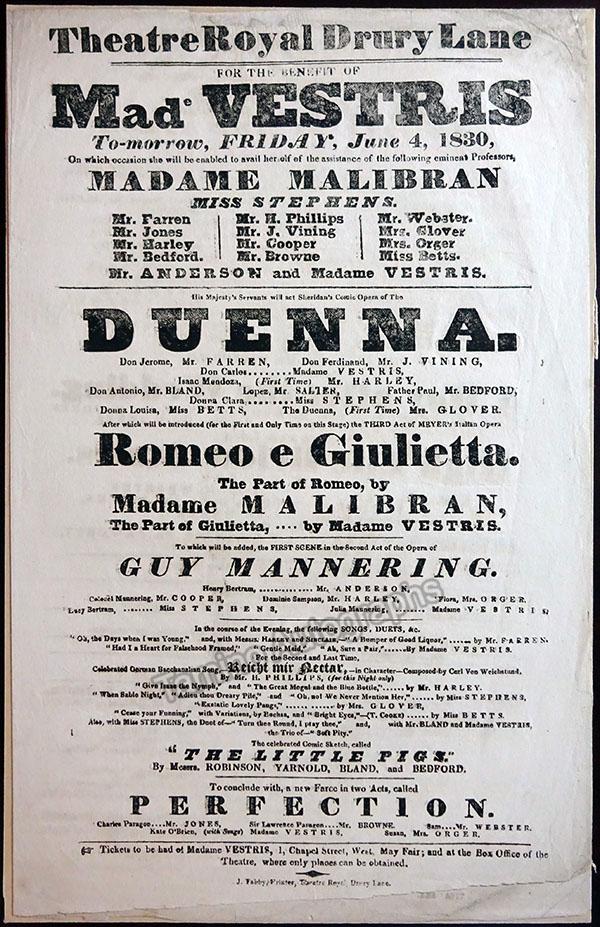 Theatre Royal Drury Lane
FOR THE BENEFIT OF
Mad<sup>e</sup> VESTRIS
To-morrow, FRIDAY, June 4, 1830,
On which occasion she will be enabled to avail herself of the assistance of the following eminent Professors,
MADAME MALIBRAN
MISS STEPHENS.
Mr. Farren Mr. H. Phillips Mr. Webster.
Mr. Jones Mr. J. Vining Mrs. Glover
Mr. Harley Mr. Cooper Mrs. Orger
Mr. Bedford. Mr. Browne Miss Betts.
Mr. ANDERSON and Madame VESTRIS.
His Majesty's Servants will act Sheridan's Comic Opera of The
DUENNA.
Don Jerome, Mr. FARREN, Don Ferdinand, Mr. J. VINING,
Don Carlos........Madame VESTRIS,
Isaac Mendoza, (First Time) Mr. HARLEY,
Don Antonio, Mr. BLAND, Lopez, Mr. SALTER, Father Paul, Mr. BEDFORD,
Donna Clara,........Miss STEPHENS,
Donna Louisa, Miss BETTS, The Duenna, (First Time) Mrs. GLOVER.
After which will be introduced (for the First and Only Time on this Stage) the THIRD Act of MEYER's Italian Opera
Romeo e Giulietta.
The Part of Romeo, by
Madame MALIBRAN,
The Part of Giulietta, .... by Madame VESTRIS.
To which will be added, the FIRST SCENE in the Second Act of the Opera of
GUY MANNERING.
Henry Bertram, ............ Mr. ANDERSON,
Colonel Mannering, Mr. COOPER, Dominie Sampson, Mr. HARLEY, Flora, Mrs. ORGER.
Lucy Bertram, ........ Miss STEPHENS, Julia Mannering, ........ Madame VESTRIS,
In the course of the Evening, the following SONGS, DUETS, &c.
"Oh, the Days when I was Young," and, with Messrs. HARLEY and SINCLAIR,—"A Bumper of Good Liquor," ...... by Mr. FARREN
"Had I a Heart for Falsehood Framed," "Gentle Maid," "Ah, Sure a Pair,"......By Madame VESTRIS.
For the Second and Last Time,
Celebrated German Bacchanalian Song, Reicht mir Nectar, —in Character—Composed by Carl Von
By Mr. H. PHILLIPS, (for this Night only)
"Give Isaac the Nymph," and "The Great Mogul and the Blue Bottle,"......by Mr. HARLEY.
"When Sable Night," "Adieu thou Dreary Pile," and "Oh, no! We Never Mention Her,"...... by Miss STEPHENS,
"Exstatic Lovely Pangs," ...... by Mrs. GLOVER,
"Cease your Funning," with Variations, by Bochsa, and "Bright Eyes,"—(T. COOKE) ...... by Miss BETTS.
Also, with Miss STEPHENS, the Duet of—"Turn thee Round, I pray thee," and, with Mr. BLAND and Madame VESTRIS,
the Trio of—"Soft Pity."
The celebrated Comic Sketch, called
"THE LITTLE PIGS."
By Messrs. ROBINSON, YARNOLD, BLAND, and BEDFORD.
To conclude with, a new Farce in two Acts, called
PERFECTION.
Charles Paragon....Mr. JONES, Sir Lawrence Paragon....Mr. BROWNE. Sam....Mr. WEBSTER.
Kate O'Brien, (with Songs) Madame VESTRIS, Susan, Mrs. ORGER.
☞ Tickets to be had of Madame VESTRIS, 1, Chapel Street, West, May Fair; and at the Box Office of the
Theatre, where only places can be obtained.
J. Fairby, Printer, Theatre Royal, Drury Lane.